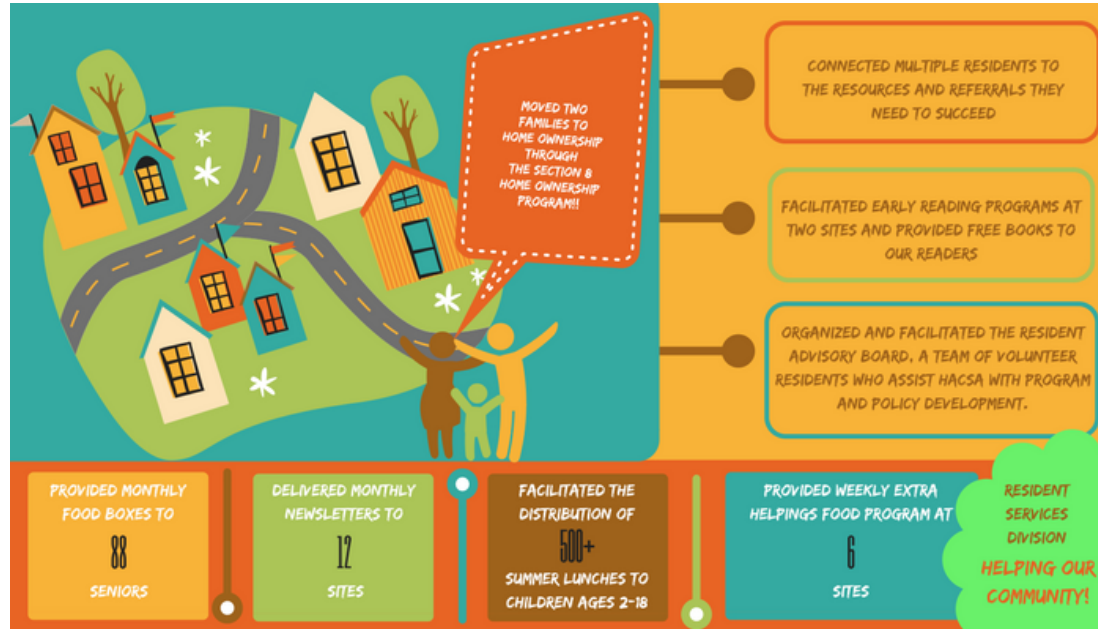 MOVED TWO
FAMILIES TO
HOME OWNERSHIP
THROUGH
THE SECTION 8
HOME OWNERSHIP
PROGRAM!!
CONNECTED MULTIPLE RESIDENTS TO
THE RESOURCES AND REFERRALS THEY
NEED TO SUCCEED
FACILITATED EARLY READING PROGRAMS AT
TWO SITES AND PROVIDED FREE BOOKS TO
OUR READERS
ORGANIZED AND FACILITATED THE RESIDENT
ADVISORY BOARD, A TEAM OF VOLUNTEER
RESIDENTS WHO ASSIST HACSA WITH PROGRAM
AND POLICY DEVELOPMENT.
PROVIDED MONTHLY
FOOD BOXES TO
88
SENIORS
DELIVERED MONTHLY
NEWSLETTERS TO
12
SITES
FACILITATED THE
DISTRIBUTION OF
500+
SUMMER LUNCHES TO
CHILDREN AGES 2-18
PROVIDED WEEKLY EXTRA
HELPINGS FOOD PROGRAM AT
6
SITES
RESIDENT
SERVICES
DIVISION
HELPING OUR
COMMUNITY!